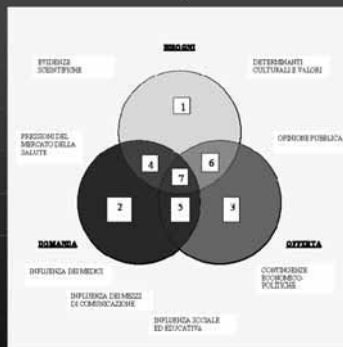 BISOGNI
EVIDENZE
SCIENTIFICHE
DETERMINANTI
CULTURALI E VALORI
1
PRESSIONI DEL
MERCATO DELLA
SALUTE
OPINIONE PUBBLICA
4
6
7
2
5
3
DOMANDA
OFFERTA
INFLUENZA DEI MEDICI
CONTINGENZE
ECONOMICO-
POLITICHE
INFLUENZA DEI MEZZI
DI COMUNICAZIONE
INFLUENZA SOCIALE
ED EDUCATIVA